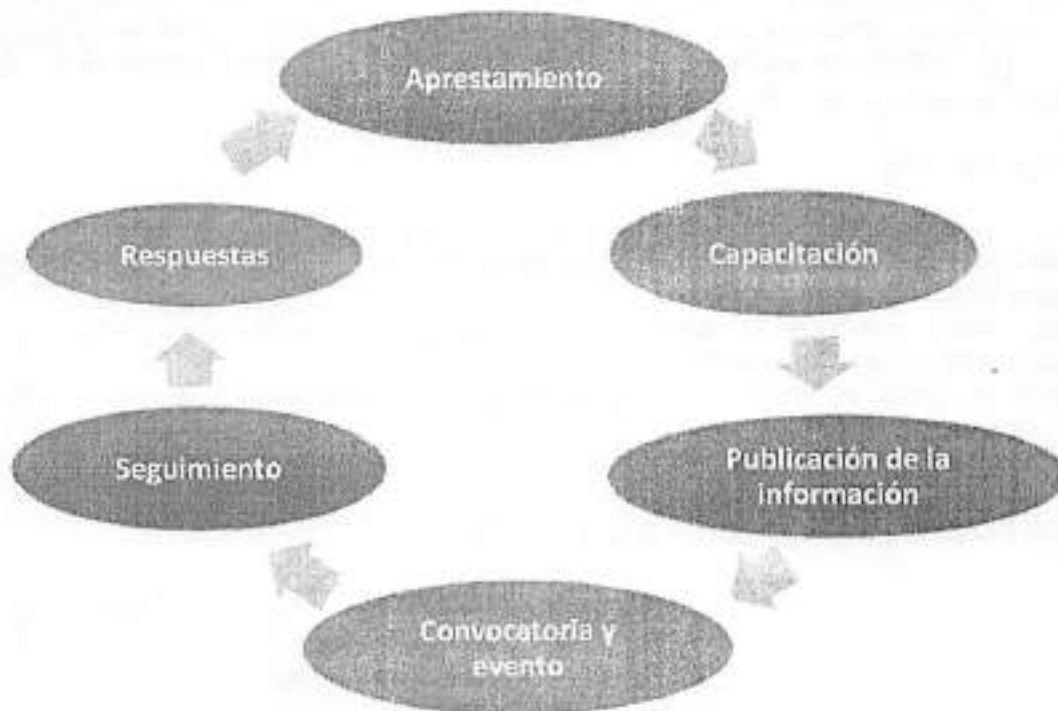 Aprestamiento
Capacitación
Publicación de la
información
Convocatoria y
evento
Seguimiento
Respuestas